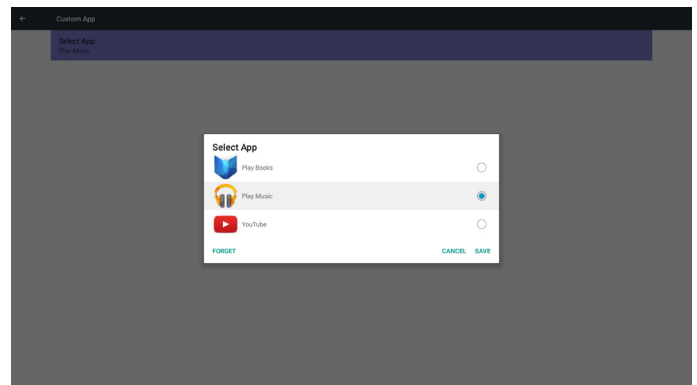 Custom App
Select App
Play Music
Select App
Play Books
Play Music
YouTube
FORGET CANCEL SAVE